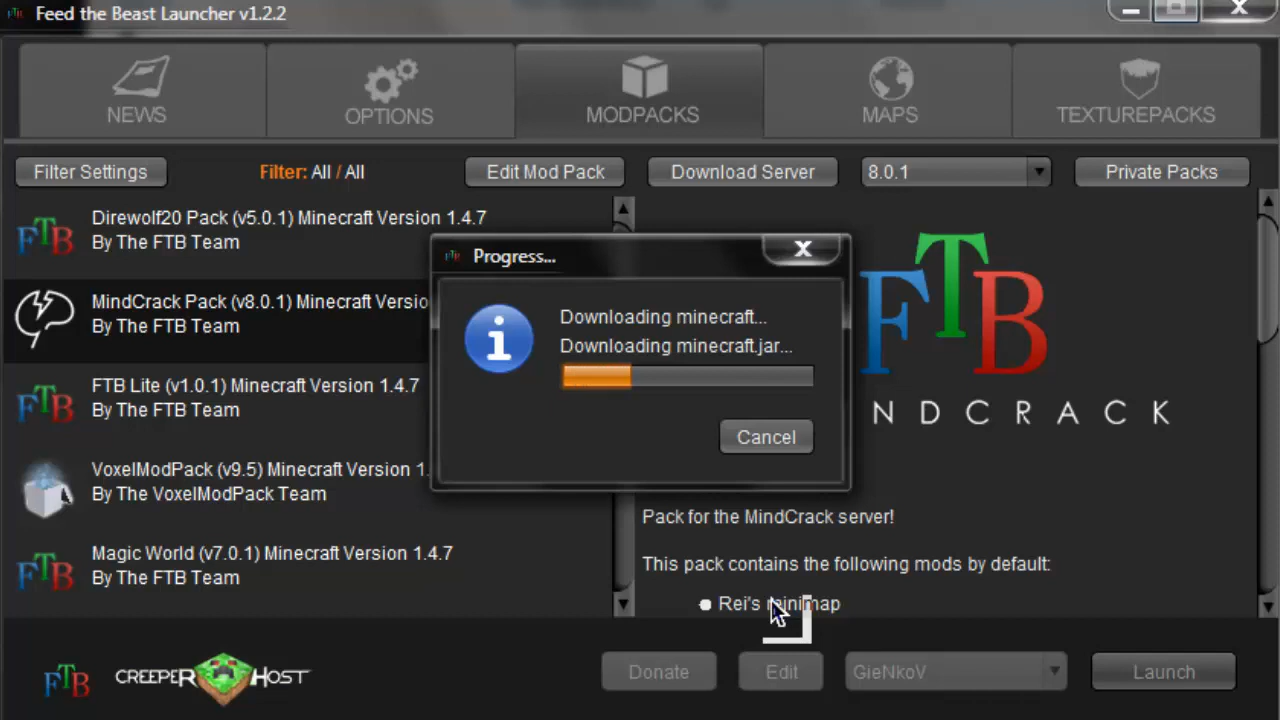 Feed the Beast Launcher v1.2.2
NEWS
OPTIONS
MODPACKS
MAPS
TEXTUREPACKS
Filter Settings
Filter: All / All
Edit Mod Pack
Download Server
8.0.1
Private Packs
FTB
Direwolf20 Pack (v5.0.1) Minecraft Version 1.4.7
By The FTB Team
MindCrack Pack (v8.0.1) Minecraft Versio
By The FTB Team
FTB
FTB Lite (v1.0.1) Minecraft Version 1.4.7
By The FTB Team
VoxelModPack (v9.5) Minecraft Version 1.
By The VoxelModPack Team
FTB
Magic World (v7.0.1) Minecraft Version 1.4.7
By The FTB Team
Progress...
Downloading minecraft...
Downloading minecraft.jar...
Cancel
FTB
NDCRACK
Pack for the MindCrack server!
This pack contains the following mods by default:
Rei's minimap
FTB
CREEPER HOST
Donate
Edit
GieNkoV
Launch